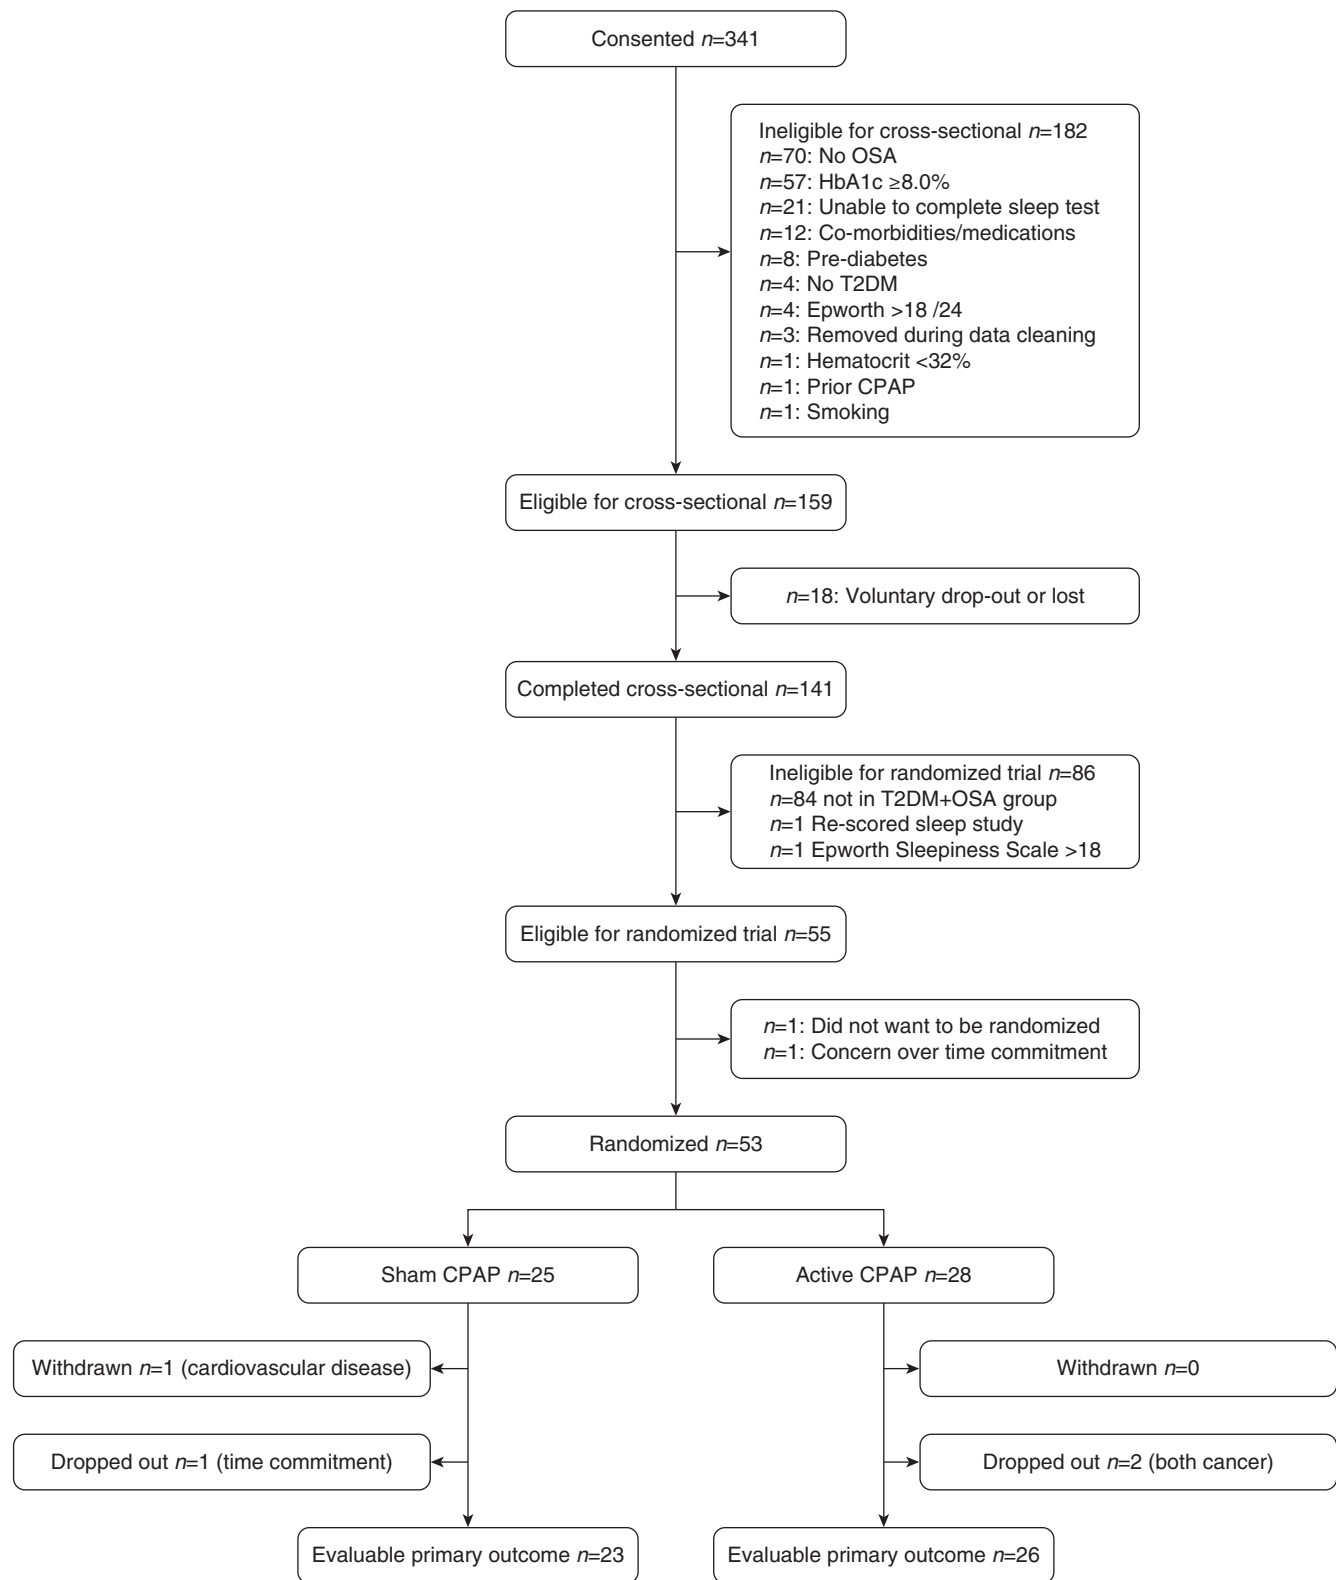 Consented n=341
Ineligible for cross-sectional n=182
n=70: No OSA
n=57: HbA1c ≥8.0%
n=21: Unable to complete sleep test
n=12: Co-morbidities/medications
n=8: Pre-diabetes
n=4: No T2DM
n=4: Epworth >18 /24
n=3: Removed during data cleaning
n=1: Hematocrit <32%
n=1: Prior CPAP
n=1: Smoking
Eligible for cross-sectional n=159
n=18: Voluntary drop-out or lost
Completed cross-sectional n=141
Ineligible for randomized trial n=86
n=84 not in T2DM+OSA group
n=1 Re-scored sleep study
n=1 Epworth Sleepiness Scale >18
Eligible for randomized trial n=55
n=1: Did not want to be randomized
n=1: Concern over time commitment
Randomized n=53
Sham CPAP n=25
Active CPAP n=28
Withdrawn n=1 (cardiovascular disease)
Withdrawn n=0
Dropped out n=1 (time commitment)
Dropped out n=2 (both cancer)
Evaluable primary outcome n=23
Evaluable primary outcome n=26